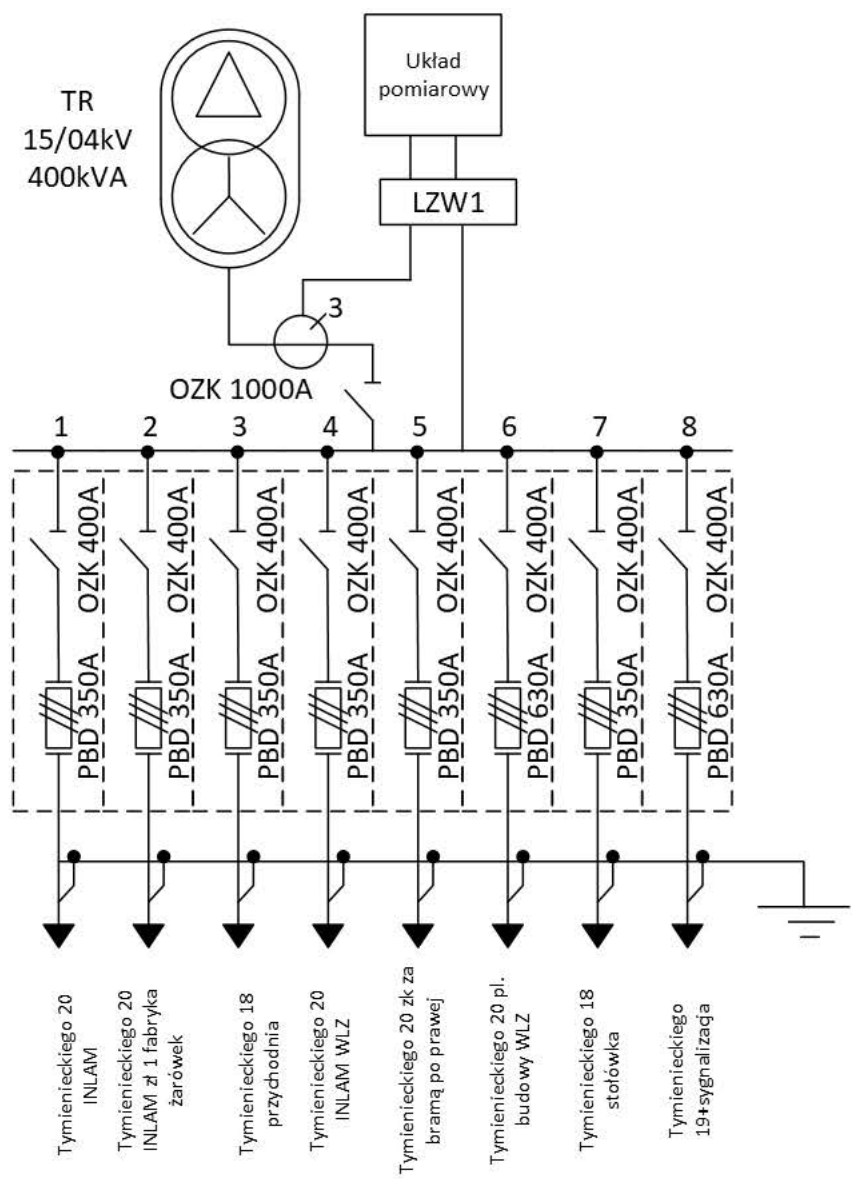 TR
15/04kV
400kVA
Układ
pomiarowy
LZW1
3
OZK 1000A
1 2 3 4 5 6 7 8
OZK 400A
PBD 350A
OZK 400A
PBD 350A
OZK 400A
PBD 350A
OZK 400A
PBD 350A
OZK 400A
PBD 350A
OZK 400A
PBD 630A
OZK 400A
PBD 350A
OZK 400A
PBD 630A
Tymienieckiego 20
INLAM
Tymienieckiego 20
INLAM zł 1 fabryka
żarówek
Tymienieckiego 18
przychodnia
Tymienieckiego 20
INLAM WLZ
Tymienieckiego 20 zk za
bramą po prawej
Tymienieckiego 20 pl.
budowy WLZ
Tymienieckiego 18
stołówka
Tymienieckiego
19+sygnalizacja